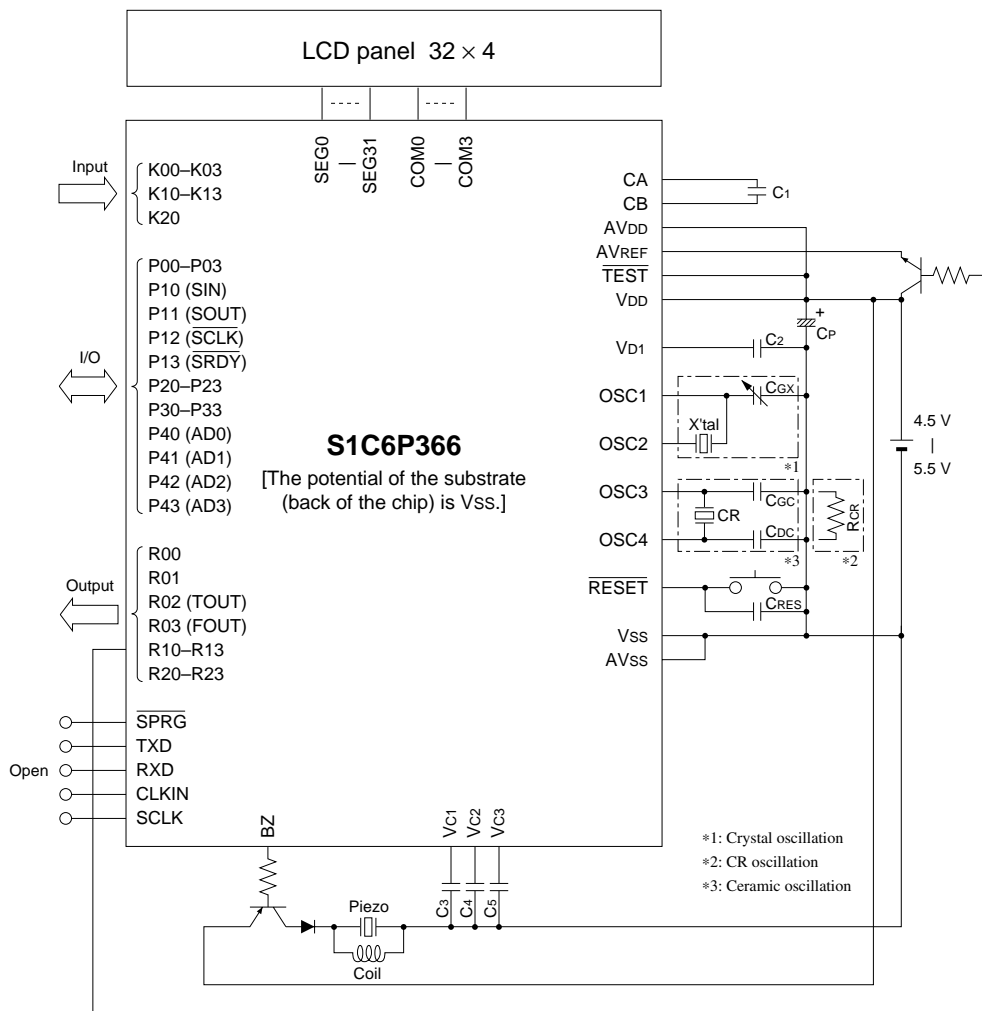 LCD panel 32 × 4
SEG0
SEG31
COM0
COM3
Input
K00–K03
K10–K13
K20
I/O
P00–P03
P10 (SIN)
P11 (SOUT)
P12 (SCLK)
P13 (SRDY)
P20–P23
P30–P33
P40 (AD0)
P41 (AD1)
P42 (AD2)
P43 (AD3)
Output
R00
R01
R02 (TOUT)
R03 (FOUT)
R10–R13
R20–R23
Open
SPRG
TXD
RXD
CLKIN
SCLK
S1C6P366
[The potential of the substrate
(back of the chip) is VSS.]
CA
CB
AVDD
AVREF
TEST
VDD
VD1
OSC1
OSC2
OSC3
OSC4
RESET
VSS
AVSS
C1
+
CP
C2
CGX
X'tal
*1
CGC
CR
CDC
*3
RCR
*2
CRES
4.5 V
|
5.5 V
BZ
VC1
VC2
VC3
C3
C4
C5
Piezo
Coil
*1: Crystal oscillation
*2: CR oscillation
*3: Ceramic oscillation